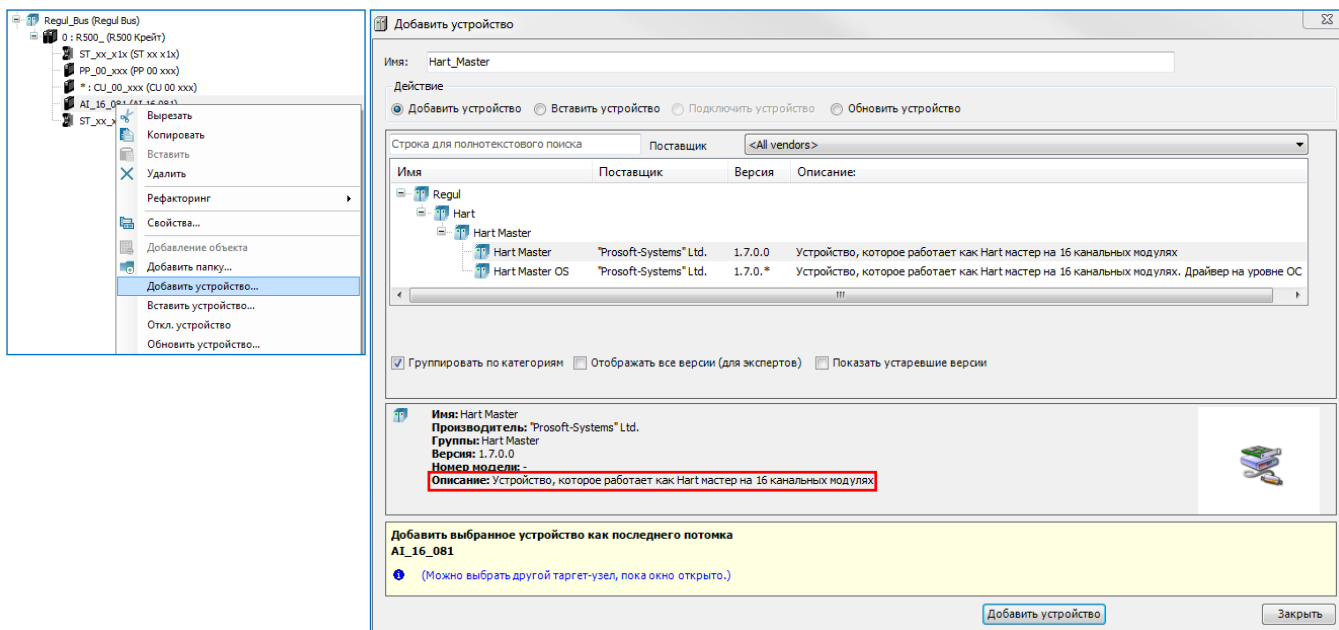 Regul_Bus (Regul Bus)
0 : R500_ (R500 Крейт)
ST_xx_x1x (ST xx x1x)
PP_00_xxx (PP 00 xxx)
* : CU_00_xxx (CU 00 xxx)
AI_16_081 (AI 16 081)
ST_xx_x
Вырезать
Копировать
Вставить
Удалить
Рефакторинг
Свойства...
Добавление объекта
Добавить папку...
Добавить устройство...
Вставить устройство...
Откл. устройство
Обновить устройство...
Добавить устройство
Имя: Hart_Master
Действие
Добавить устройство Вставить устройство Подключить устройство Обновить устройство
Строка для полнотекстового поиска Поставщик <All vendors>
Имя Поставщик Версия Описание:
Regul
Hart
Hart Master
Hart Master "Prosoft-Systems" Ltd. 1.7.0.0 Устройство, которое работает как Hart мастер на 16 канальных модулях
Hart Master OS "Prosoft-Systems" Ltd. 1.7.0.* Устройство, которое работает как Hart мастер на 16 канальных модулях. Драйвер на уровне ОС
Группировать по категориям Отображать все версии (для экспертов) Показать устаревшие версии
Имя: Hart Master
Производитель: "Prosoft-Systems" Ltd.
Группы: Hart Master
Версия: 1.7.0.0
Номер модели: -
Описание: Устройство, которое работает как Hart мастер на 16 канальных модулях
Добавить выбранное устройство как последнего потомка
AI_16_081
(Можно выбрать другой таргет-узел, пока окно открыто.)
Добавить устройство Закрыть